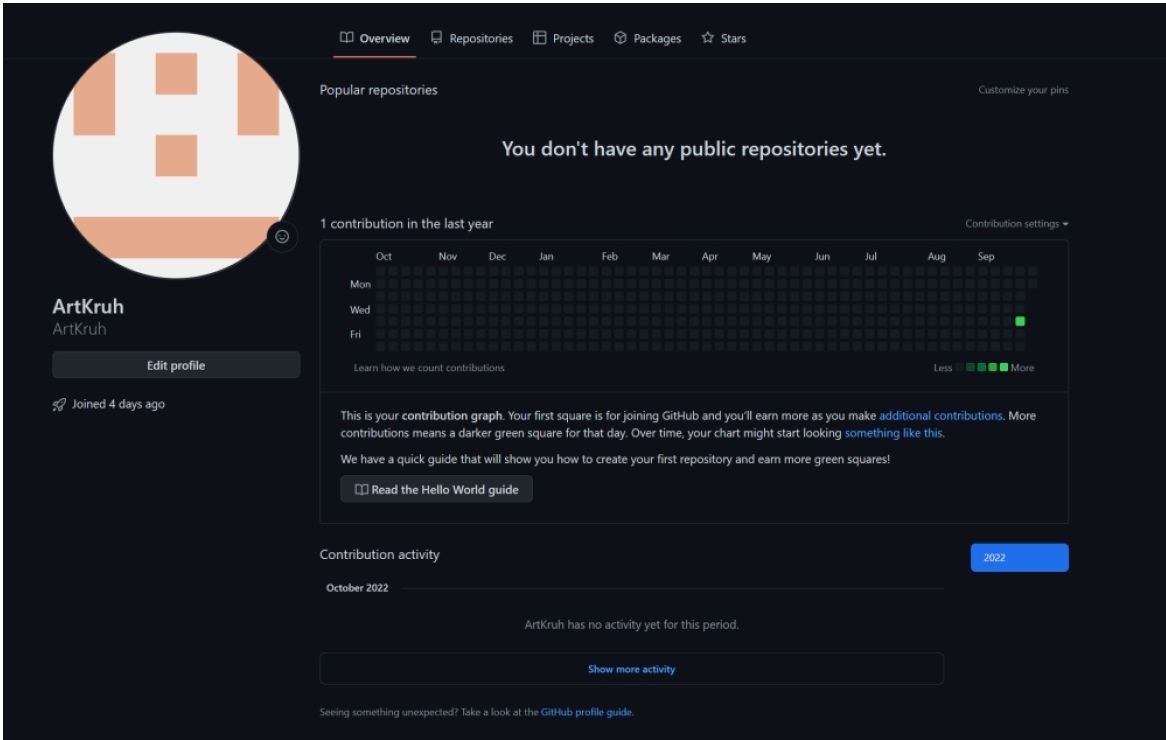 Overview Repositories Projects Packages Stars
Popular repositories
Customize your pins
You don't have any public repositories yet.
1 contribution in the last year
Contribution settings
Oct Nov Dec Jan Feb Mar Apr May Jun Jul Aug Sep
Mon
Wed
Fri
Learn how we count contributions
Less More
ArtKruh
ArtKruh
Edit profile
Joined 4 days ago
This is your contribution graph. Your first square is for joining GitHub and you'll earn more as you make additional contributions. More
contributions means a darker green square for that day. Over time, your chart might start looking something like this.
We have a quick guide that will show you how to create your first repository and earn more green squares!
Read the Hello World guide
Contribution activity
2022
October 2022
ArtKruh has no activity yet for this period.
Show more activity
Seeing something unexpected? Take a look at the GitHub profile guide.